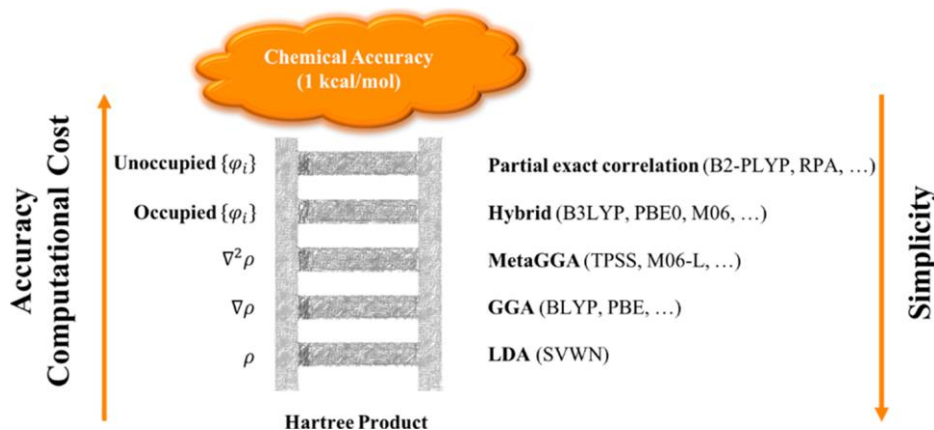 Chemical Accuracy
(1 kcal/mol)
Accuracy
Computational Cost
Unoccupied {φᵢ}
Partial exact correlation (B2-PLYP, RPA, …)
Occupied {φᵢ}
Hybrid (B3LYP, PBE0, M06, …)
∇²ρ
MetaGGA (TPSS, M06-L, …)
∇ρ
GGA (BLYP, PBE, …)
ρ
LDA (SVWN)
Hartree Product
Simplicity